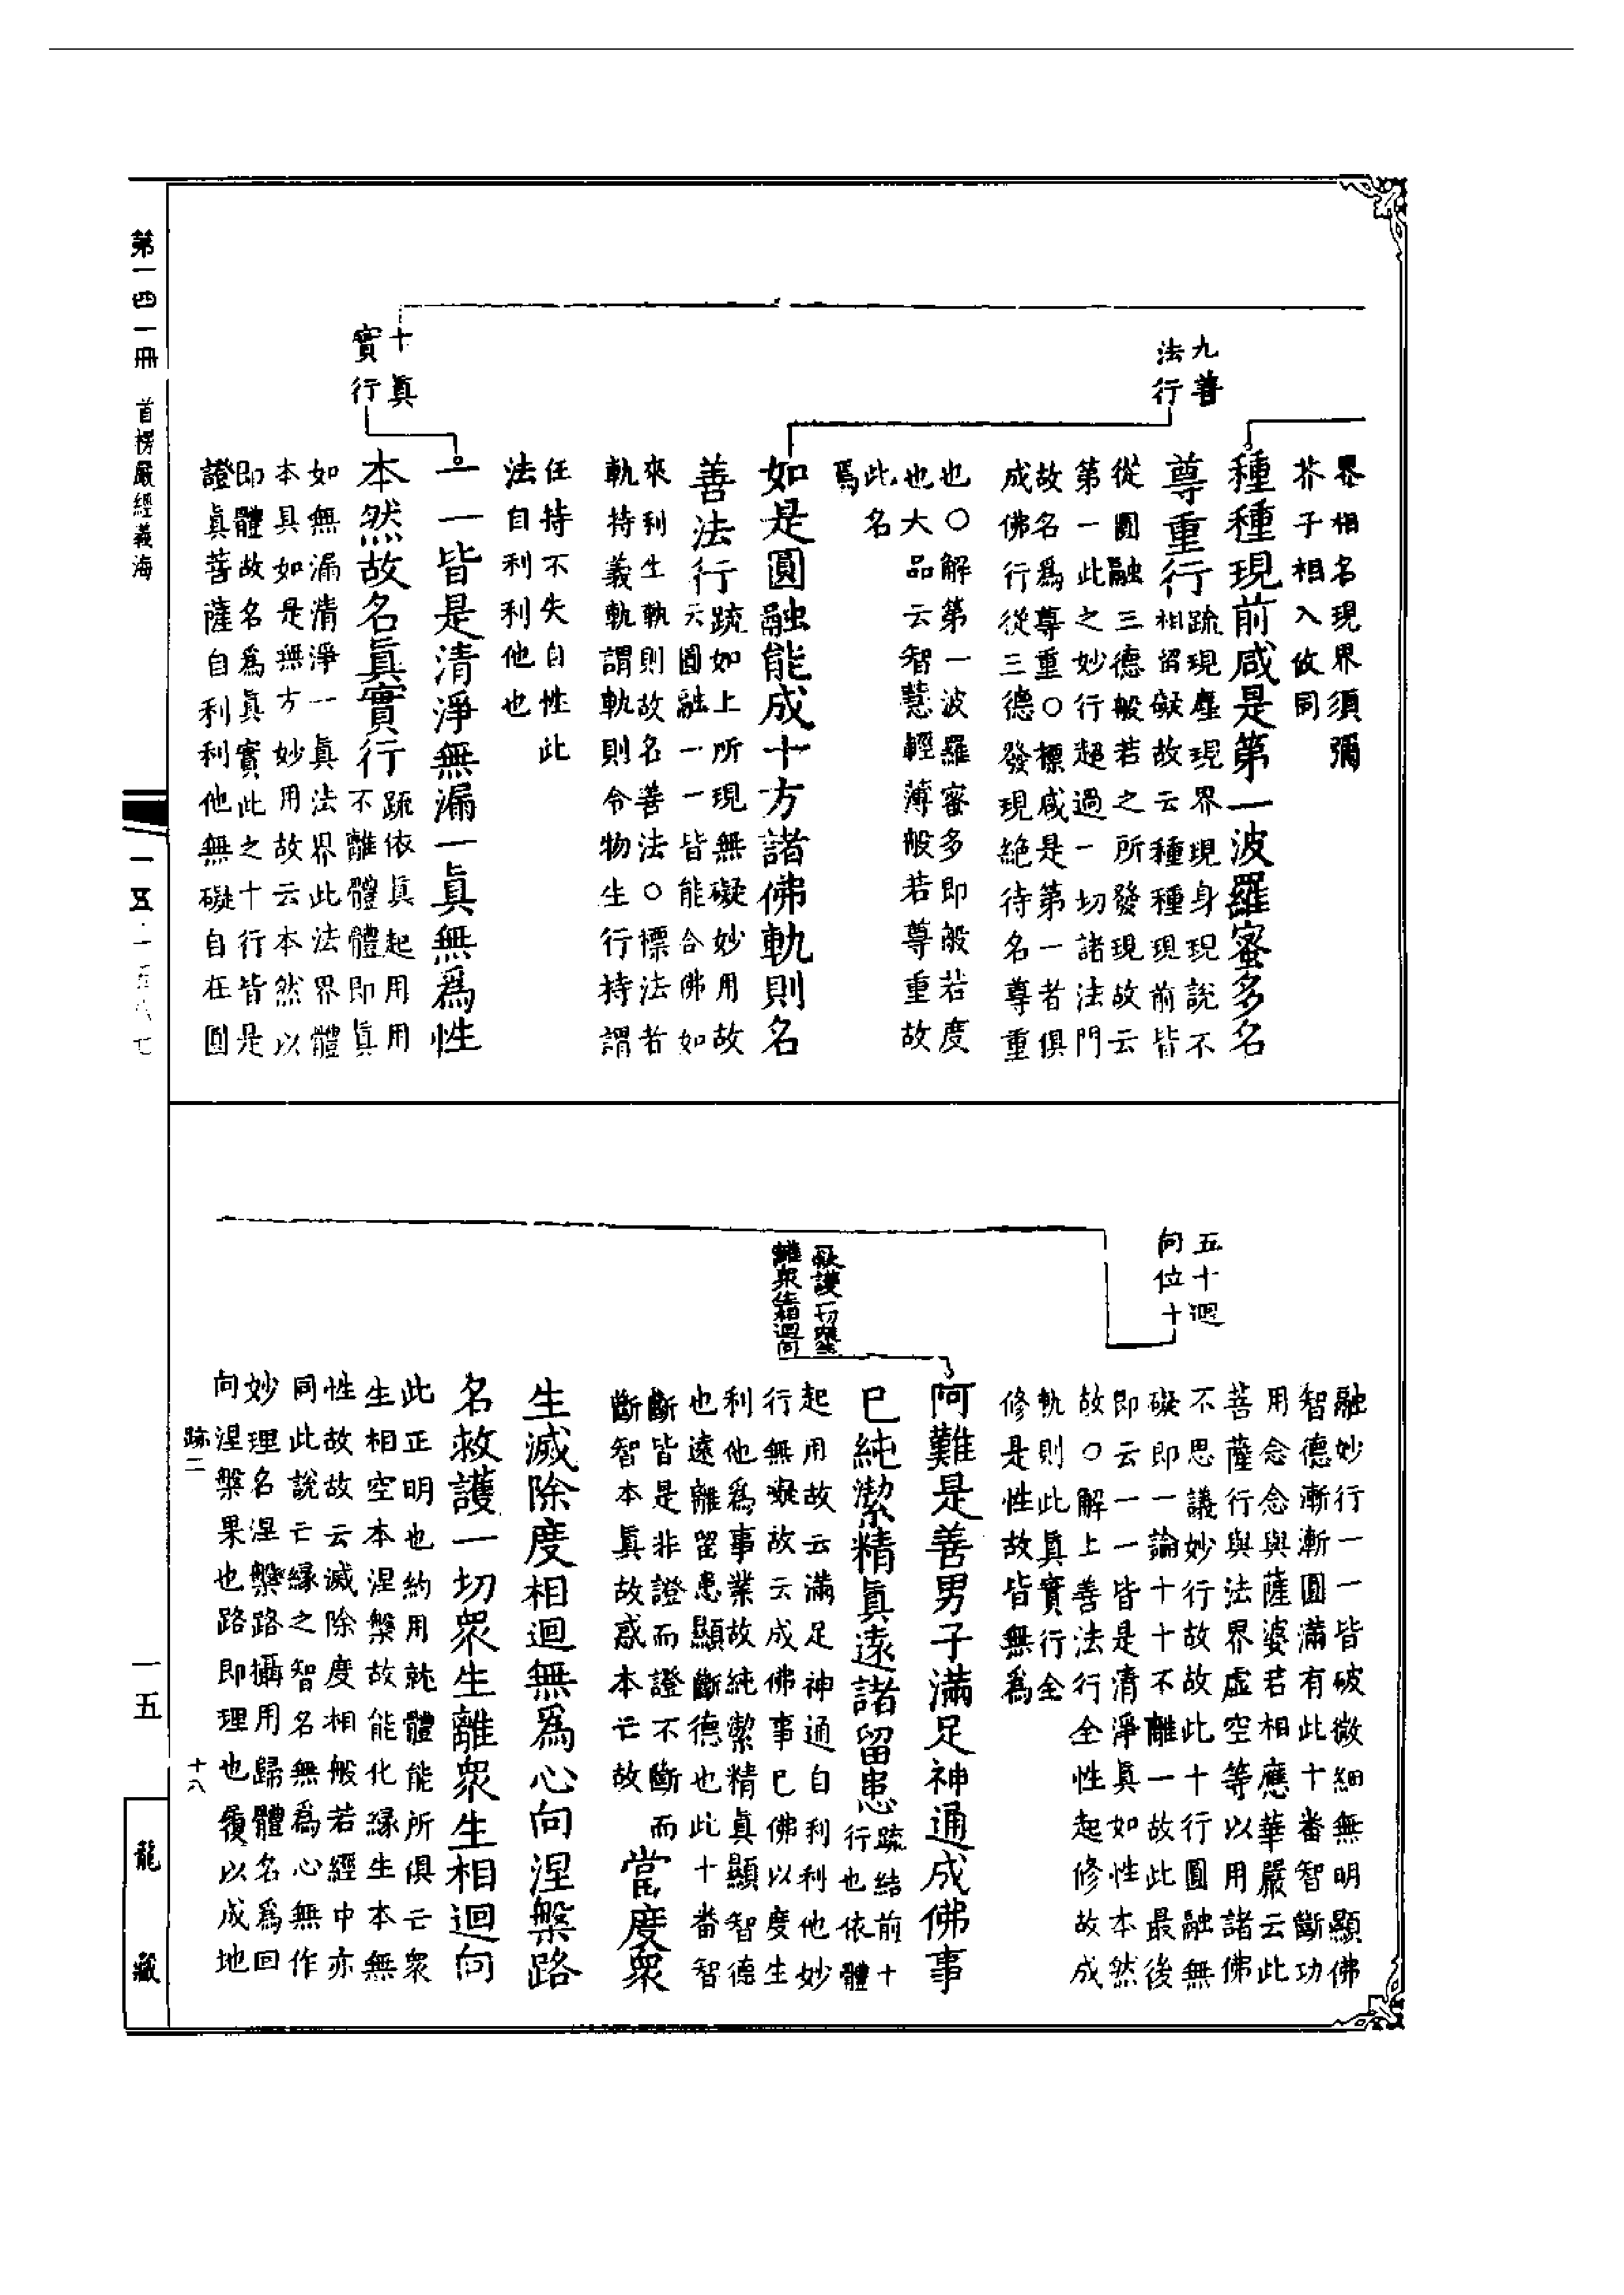 九善
法行
十真
實行
界相名現界須彌
芥子相入故同
種種現前咸是第一波羅蜜多名
尊重行
疏現塵現界現身現說不
相留礙故云種種現前皆
從圓融三德般若之所發現故云
第一此之妙行超過一切諸法門
故名為尊重○標咸是第一者俱
成佛行從三德發現絶待名尊重
也○解第一波羅密多即般若度
也大品云智慧輕薄般若尊重故
此名
焉
如是圓融能成十方諸佛軌則名
善法行
疏如上所現無礙妙用故
云圓融一一皆能合佛如
來利生軌則故名善法○標法者
軌持義軌謂軌則令物生行持謂
任持不失自性此
法自利利他也
一一皆是清淨無漏一真無為性
本然故名真實行
疏依真起用用
不離體體即真
如無漏清淨一真法界此法界體
本具如是無方妙用故云本然以
即體故名為真實此之十行皆是
證真菩薩自利利他無礙自在圓
五十迴
向位十
融妙行一一皆破微細無明顯佛
智德漸漸圓滿有此十番智斷功
用念念與薩婆若相應華嚴云此
菩薩行與法界虛空等以用諸佛
不思議妙行故故此十行圓融無
礙即一論十十不離一故此最後
即云一一皆是清淨真如性本然
故○解上善法行全性起修故成
軌則此真實行全
修是性故皆無為
救護一切眾生
離眾生相迴向
阿難是善男子滿足神通成佛事
已純潔精真遠諸留患
疏結前十
行也依體
起用故云滿足神通自利利他妙
行無礙故云成佛事已佛以度生
利他為事業故純潔精真顯智德
也遠離留患顯斷德也此十番智
斷皆是非證而證不斷而
斷智本真故惑本亡故
當度眾
生滅除度相迴無為心向涅槃路
名救護一切眾生離眾生相迴向
此正明也約用就體能所俱亡眾
生相空本涅槃故能化緣生本無
性故故云滅除度相般若經中亦
同此說亡緣之智名無為心無作
妙理名涅槃路攝用歸體名為回
向涅槃果也路即理也履以成地
跡二
十八
第一四一冊
首楞嚴經義海
一五
一五
龍藏